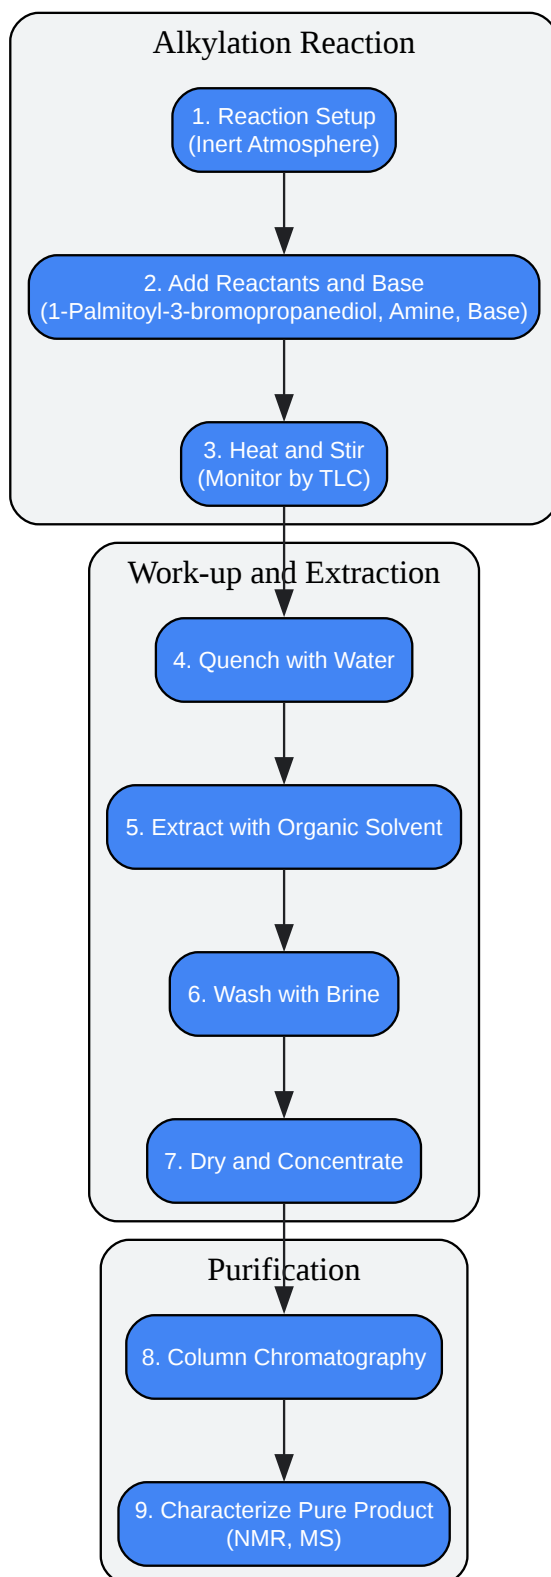 Alkylation Reaction
1. Reaction Setup
(Inert Atmosphere)
2. Add Reactants and Base
(1-Palmitoyl-3-bromopropanediol, Amine, Base)
3. Heat and Stir
(Monitor by TLC)
Work-up and Extraction
4. Quench with Water
5. Extract with Organic Solvent
6. Wash with Brine
7. Dry and Concentrate
Purification
8. Column Chromatography
9. Characterize Pure Product
(NMR, MS)